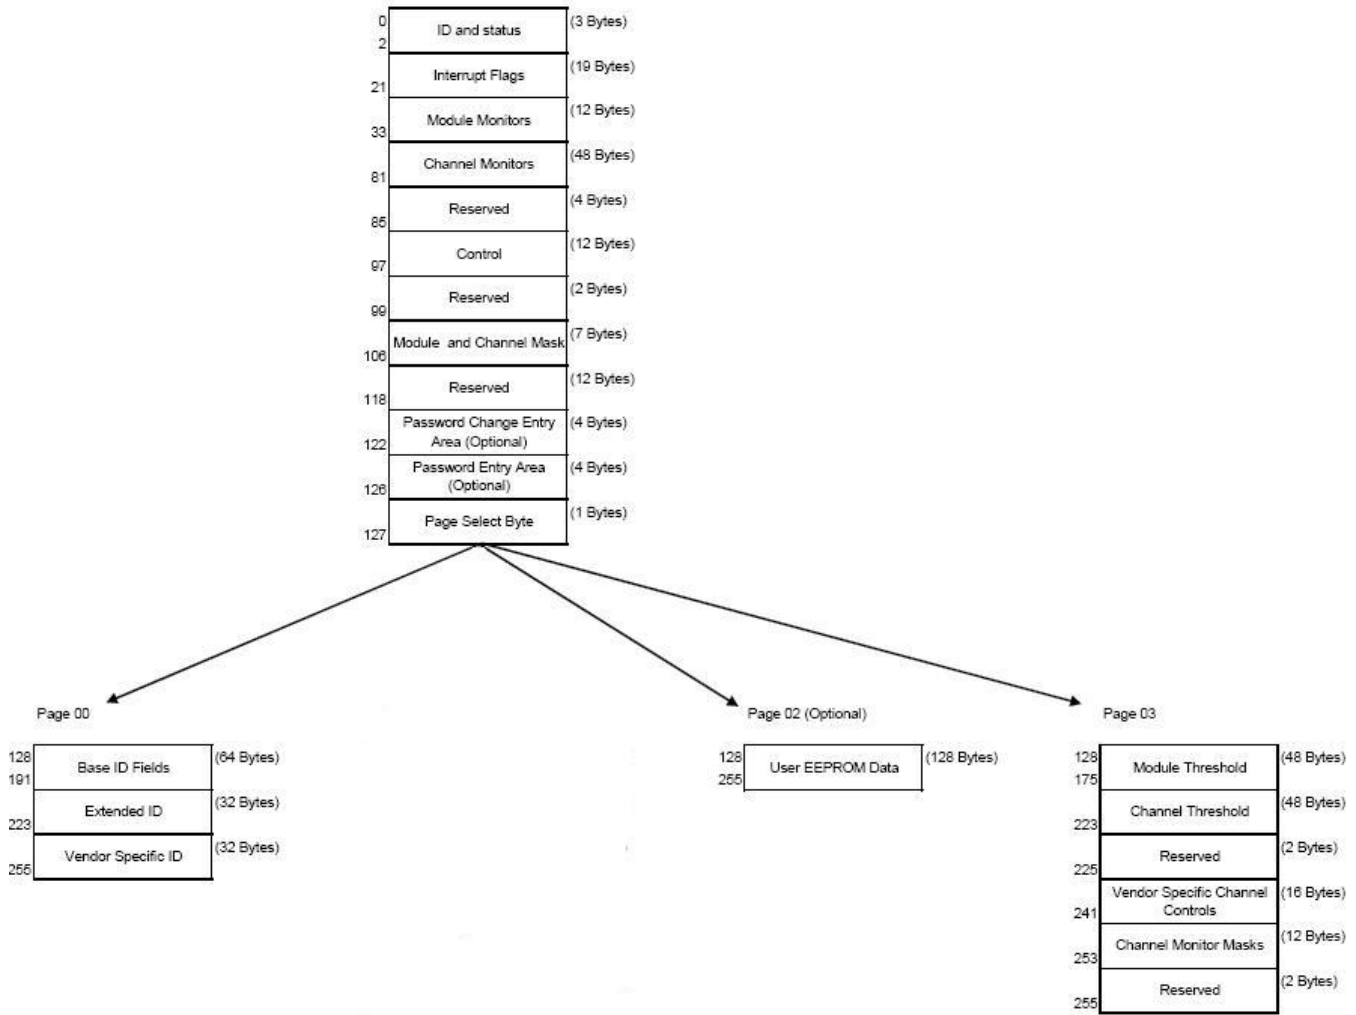 0
ID and status
(3 Bytes)
2
Interrupt Flags
(19 Bytes)
21
Module Monitors
(12 Bytes)
33
Channel Monitors
(48 Bytes)
81
Reserved
(4 Bytes)
85
Control
(12 Bytes)
97
Reserved
(2 Bytes)
99
Module and Channel Mask
(7 Bytes)
106
Reserved
(12 Bytes)
118
Password Change Entry
Area (Optional)
(4 Bytes)
122
Password Entry Area
(Optional)
(4 Bytes)
126
Page Select Byte
(1 Bytes)
127
Page 00
128
Base ID Fields
(64 Bytes)
191
Extended ID
(32 Bytes)
223
Vendor Specific ID
(32 Bytes)
255
Page 02 (Optional)
128
User EEPROM Data
(128 Bytes)
255
Page 03
128
Module Threshold
(48 Bytes)
175
Channel Threshold
(48 Bytes)
223
Reserved
(2 Bytes)
225
Vendor Specific Channel
Controls
(16 Bytes)
241
Channel Monitor Masks
(12 Bytes)
253
Reserved
(2 Bytes)
255